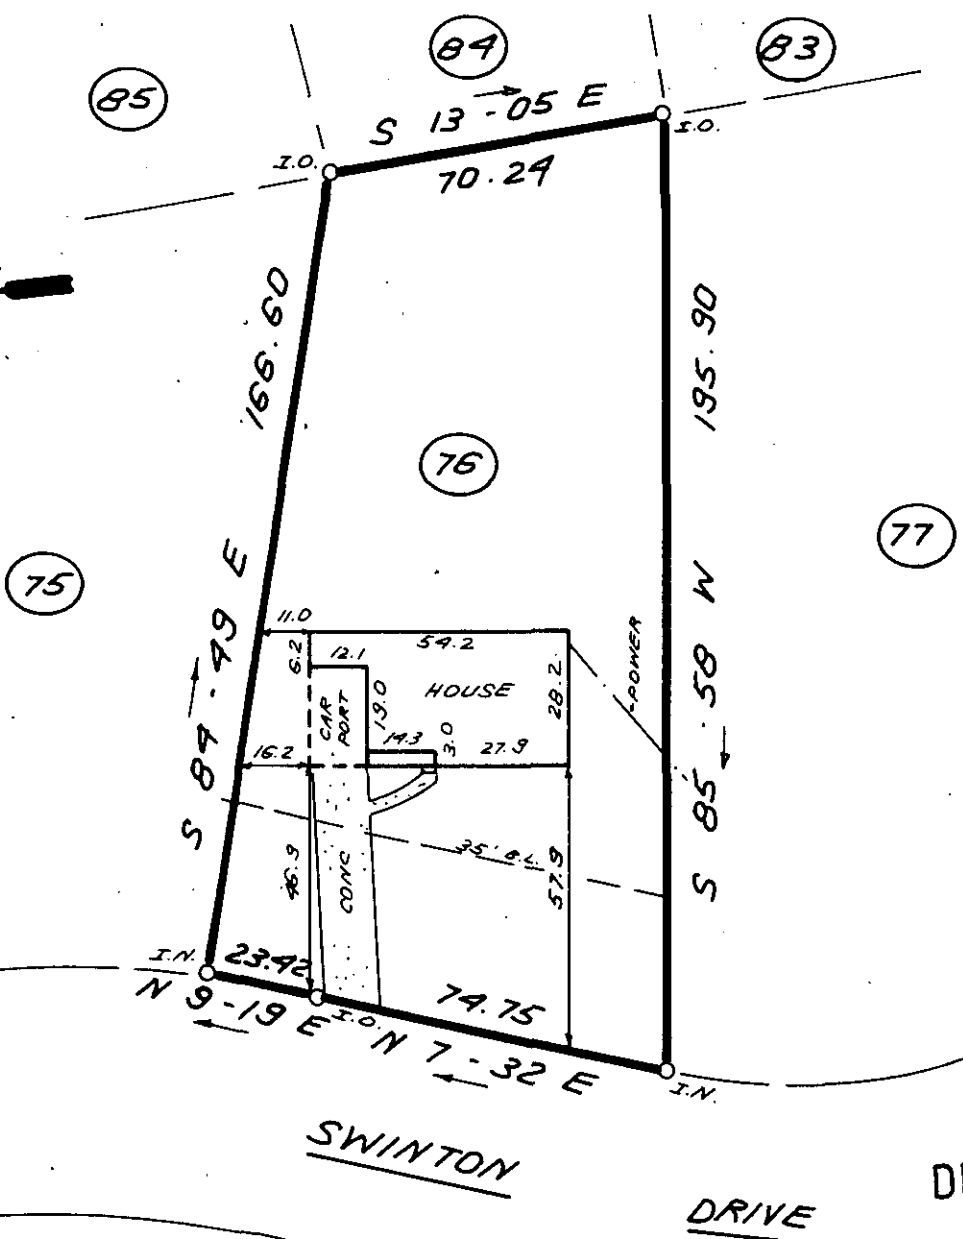 84
83
85
S 13-05 E
I.O.
I.O.
70.24
166.60
195.90
76
77
75
S 84-49 E
S 85-58 W
11.0
54.2
6.2
12.1
POWER
HOUSE
28.2
CAR
PORT
19.0
14.3
3.0
27.9
16.2
35' B.L.
46.9
CONC
57.9
I.N.
23.42
74.75
N 9-19 E
I.O.
N 7-32 E
I.N.
SWINTON
DRIVE